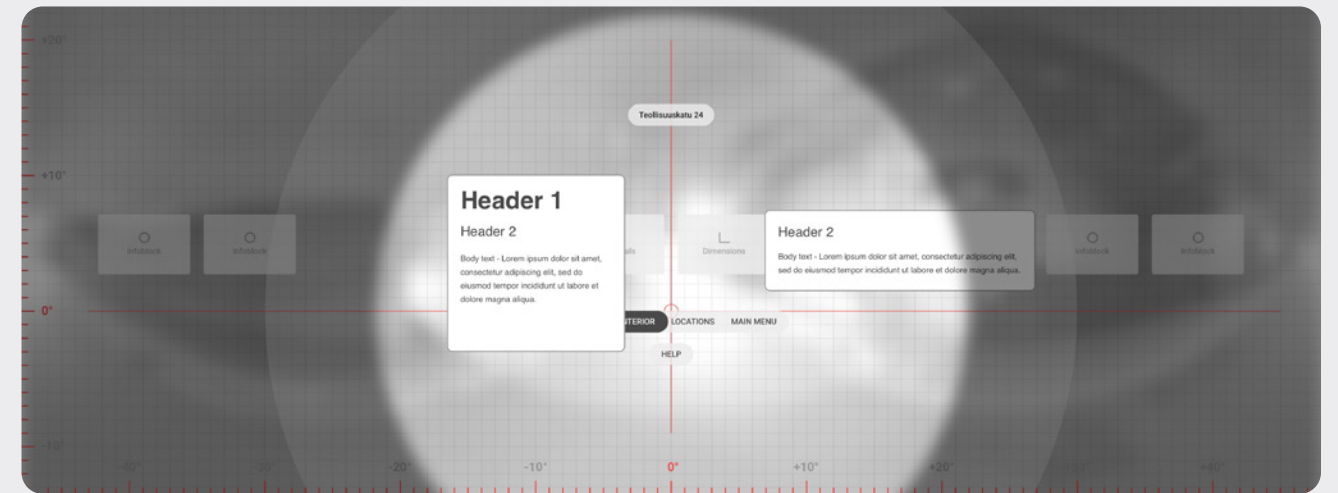 +20°
Teollisuuskatu 24
+10°
Header 1
Header 2
Body text - Lorem ipsum dolor sit amet,
consectetur adipiscing elit, sed do
eiusmod tempor incididunt ut labore et
dolore magna aliqua.
Infoblock
Infoblock
Dimensions
Header 2
Body text - Lorem ipsum dolor sit amet, consectetur adipiscing elit,
sed do eiusmod tempor incididunt ut labore et dolore magna aliqua.
Infoblock
Infoblock
0°
LOCATIONS
MAIN MENU
HELP
-10°
-40°
-30°
-20°
-10°
0°
+10°
+20°
+40°